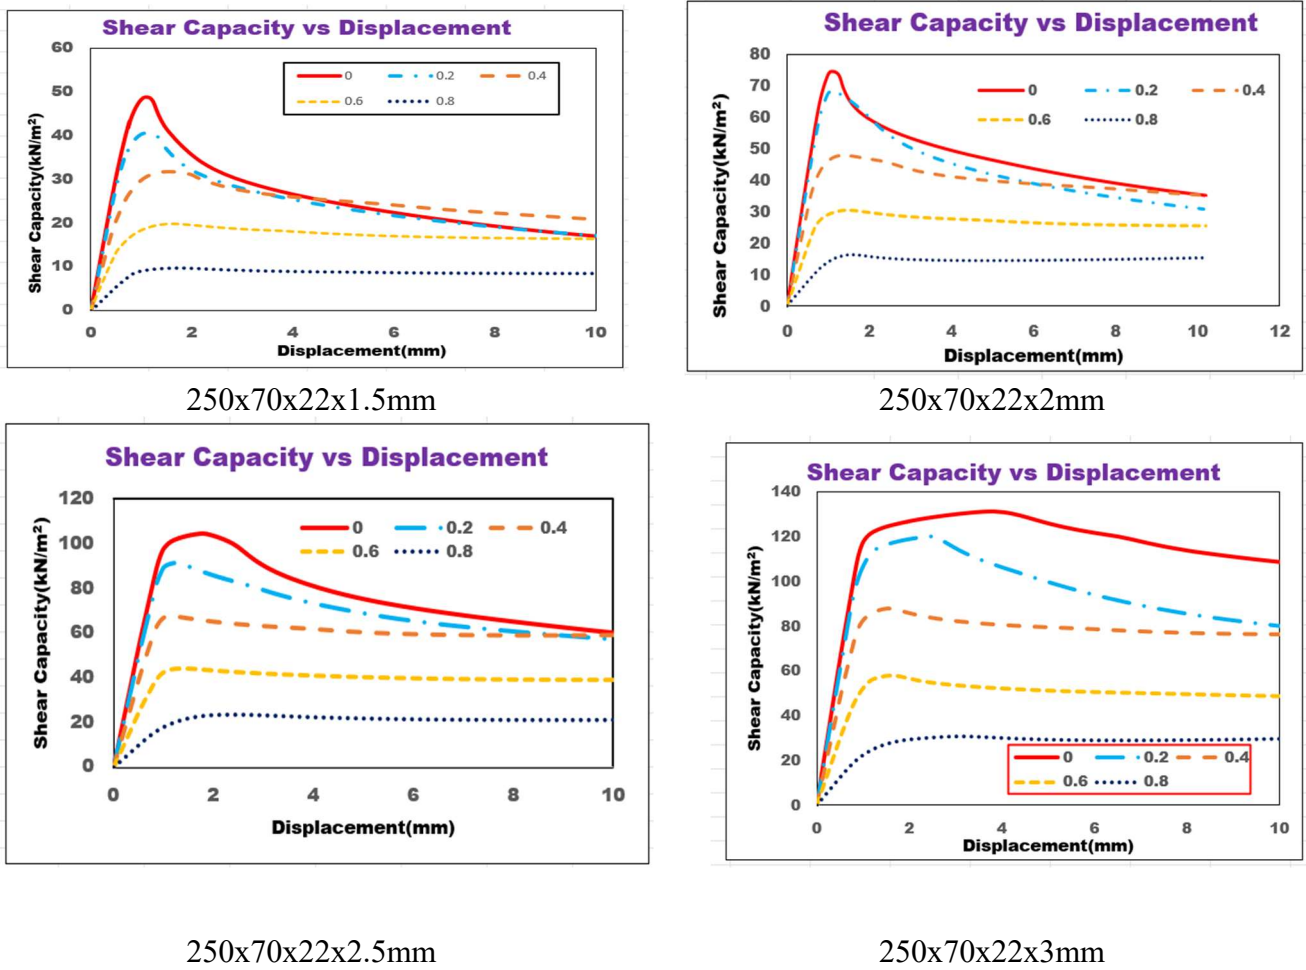 Shear Capacity vs Displacement
60
50
40
30
20
10
0
Shear Capacity(kN/m²)
0 0.2 0.4
0.6 0.8
0 2 4 6 8 10
Displacement(mm)
250x70x22x1.5mm
Shear Capacity vs Displacement
80
70
60
50
40
30
20
10
0
Shear Capacity(kN/m²)
0 0.2 0.4
0.6 0.8
0 2 4 6 8 10 12
Displacement(mm)
250x70x22x2mm
Shear Capacity vs Displacement
120
100
80
60
40
20
0
Shear Capacity(kN/m²)
0 0.2 0.4
0.6 0.8
0 2 4 6 8 10
Displacement(mm)
250x70x22x2.5mm
Shear Capacity vs Displacement
140
120
100
80
60
40
20
0
Shear Capacity(kN/m²)
0 0.2 0.4
0.6 0.8
0 2 4 6 8 10
Displacement(mm)
250x70x22x3mm